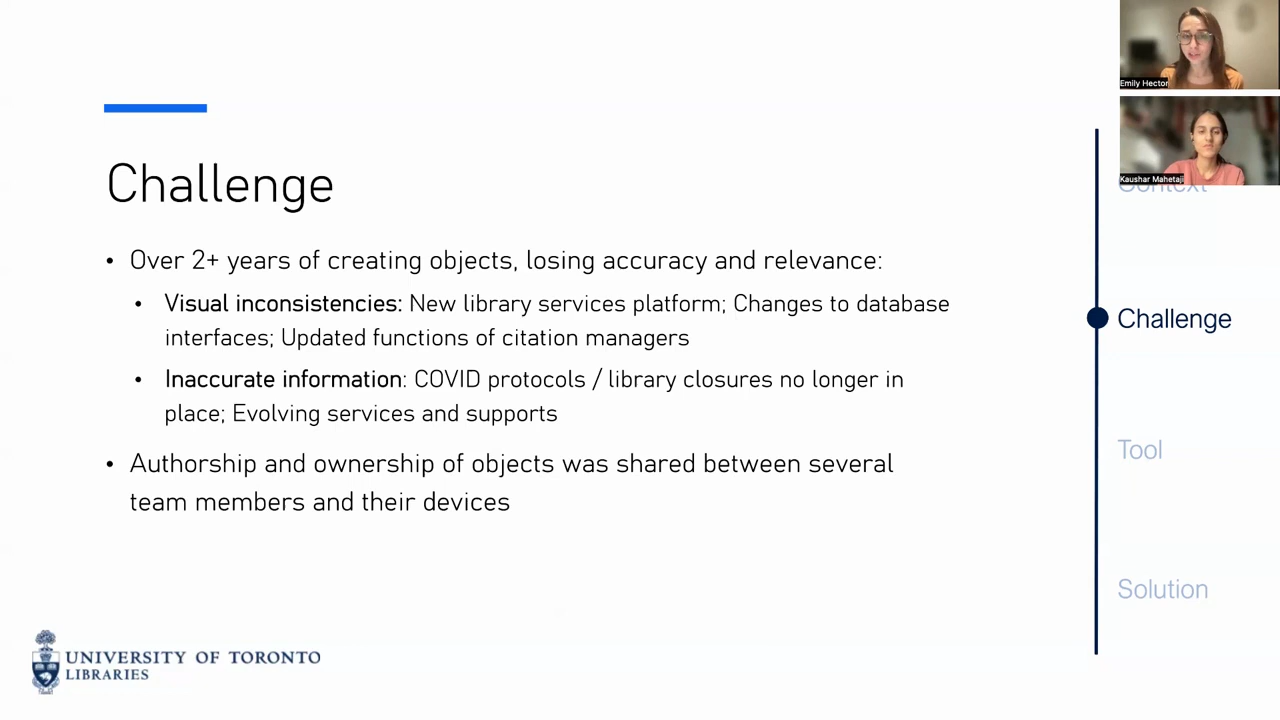 Challenge
• Over 2+ years of creating objects, losing accuracy and relevance:
• Visual inconsistencies: New library services platform; Changes to database
interfaces; Updated functions of citation managers
• Inaccurate information: COVID protocols / library closures no longer in
place; Evolving services and supports
• Authorship and ownership of objects was shared between several
team members and their devices
UNIVERSITY OF TORONTO
LIBRARIES
Emily Hector
Kaushar Mahetaji
Context
Challenge
Tool
Solution